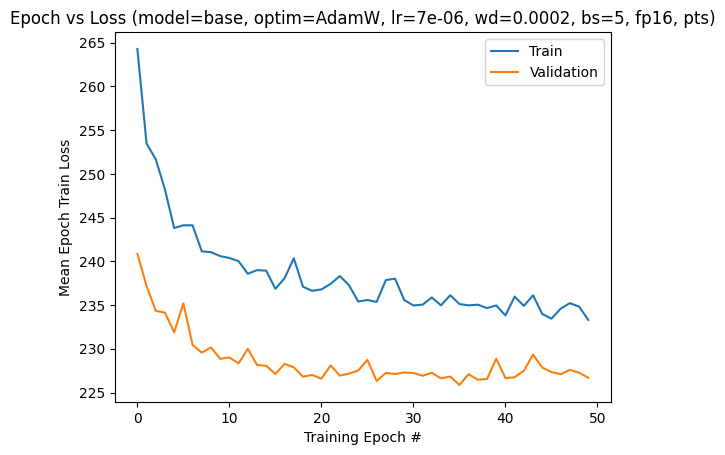 Epoch vs Loss (model=base, optim=AdamW, lr=7e-06, wd=0.0002, bs=5, fp16, pts)
Train
Validation
Mean Epoch Train Loss
265
260
255
250
245
240
235
230
225
0 10 20 30 40 50
Training Epoch #